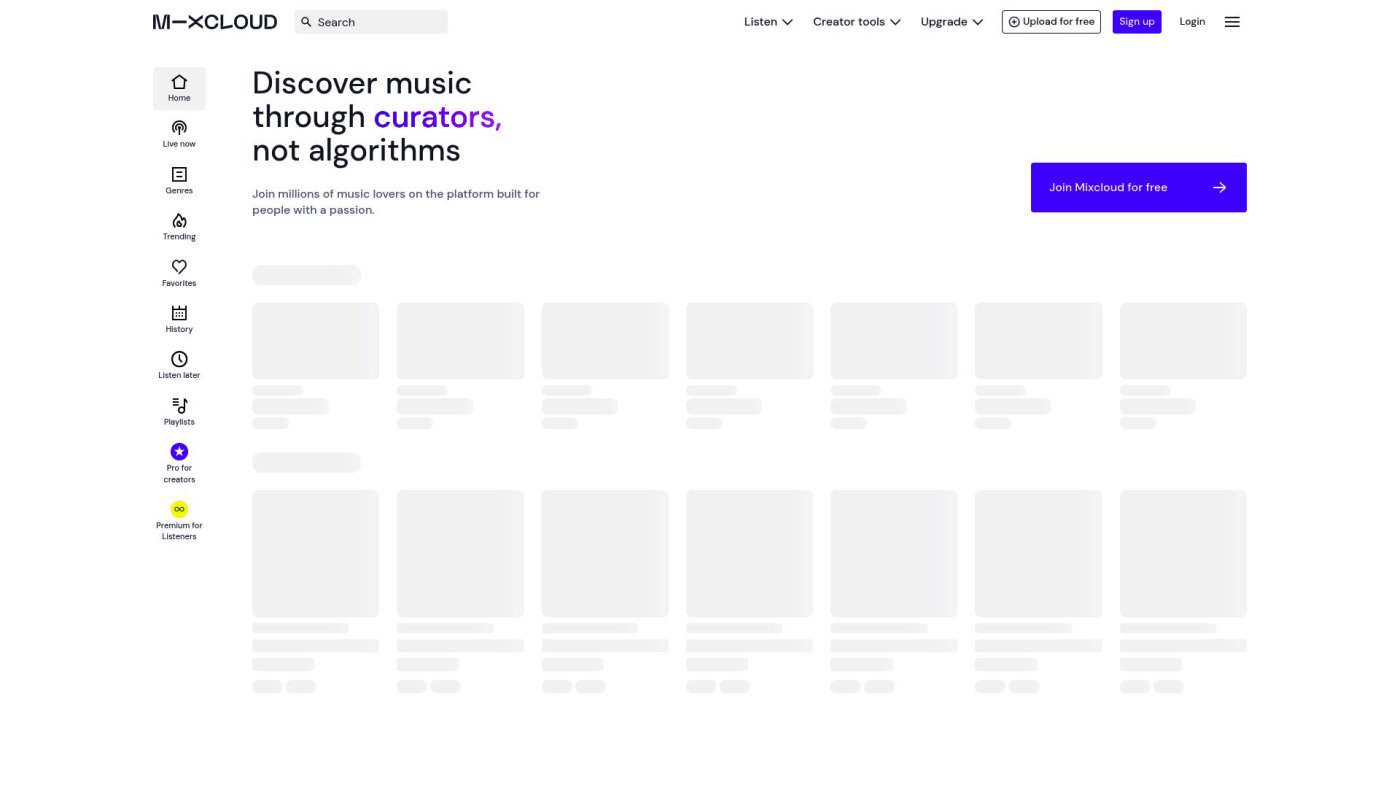 M–XCLOUD
Search
Listen
Creator tools
Upgrade
Upload for free
Sign up
Login
Home
Live now
Genres
Trending
Favorites
History
Listen later
Playlists
Pro for
creators
Premium for
Listeners
Discover music
through curators,
not algorithms
Join millions of music lovers on the platform built for
people with a passion.
Join Mixcloud for free